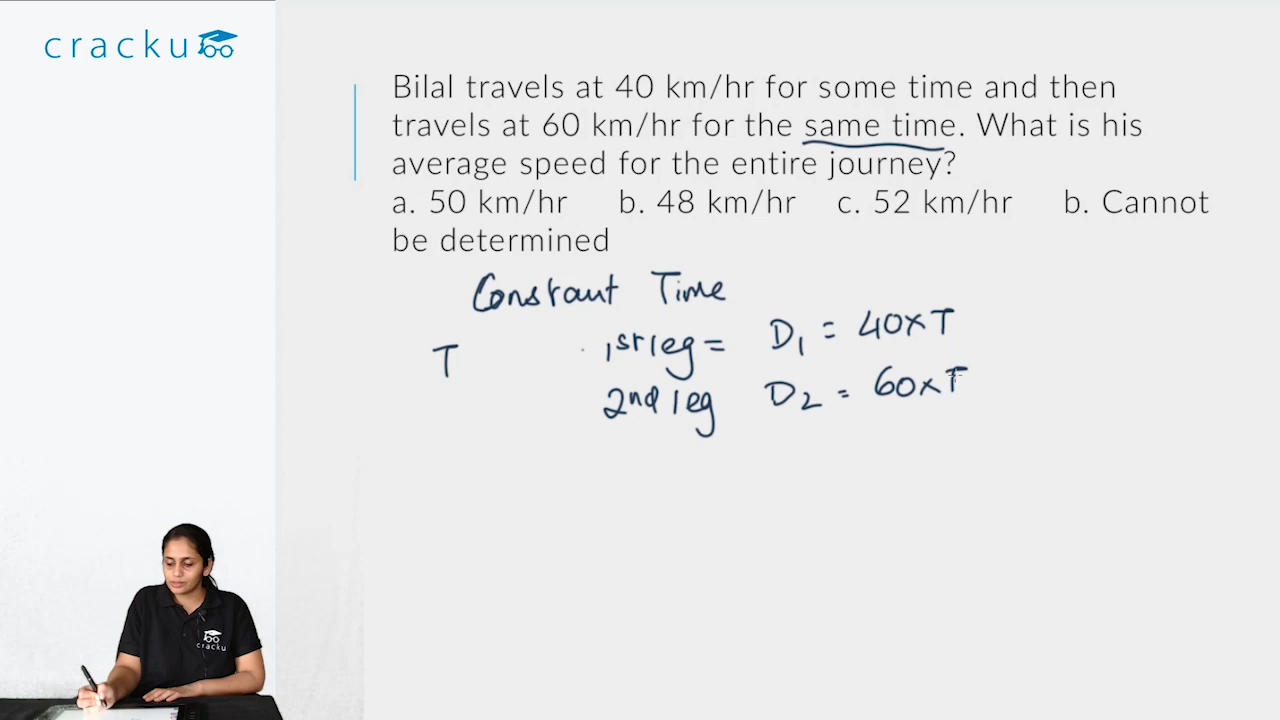 cracku
Bilal travels at 40 km/hr for some time and then
travels at 60 km/hr for the same time. What is his
average speed for the entire journey?
a. 50 km/hr b. 48 km/hr c. 52 km/hr b. Cannot
be determined
Constant Time
T 1st leg = D1 = 40×T
2nd leg D2 = 60×T
cracku